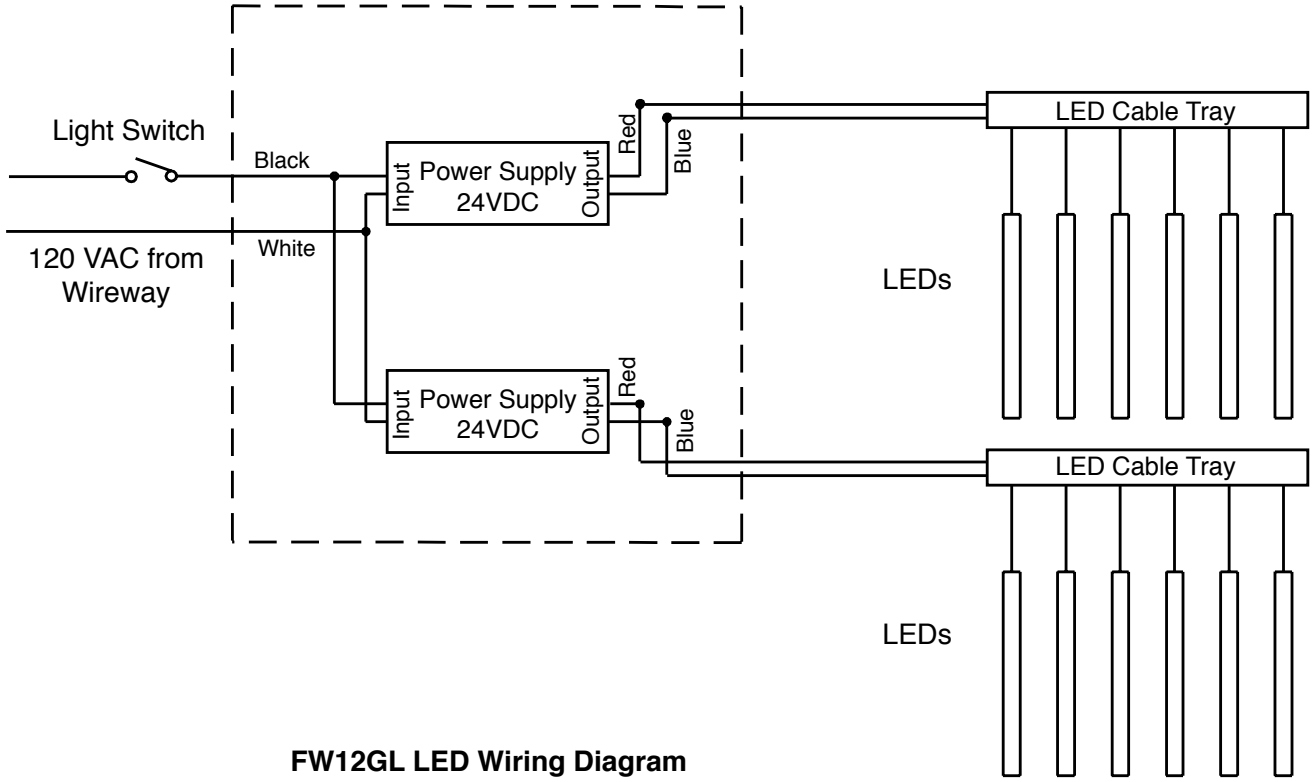 Light Switch
Black
White
120 VAC from
Wireway
Input
Power Supply
24VDC
Output
Red
Blue
LED Cable Tray
LEDs
Input
Power Supply
24VDC
Output
Red
Blue
LED Cable Tray
LEDs
FW12GL LED Wiring Diagram